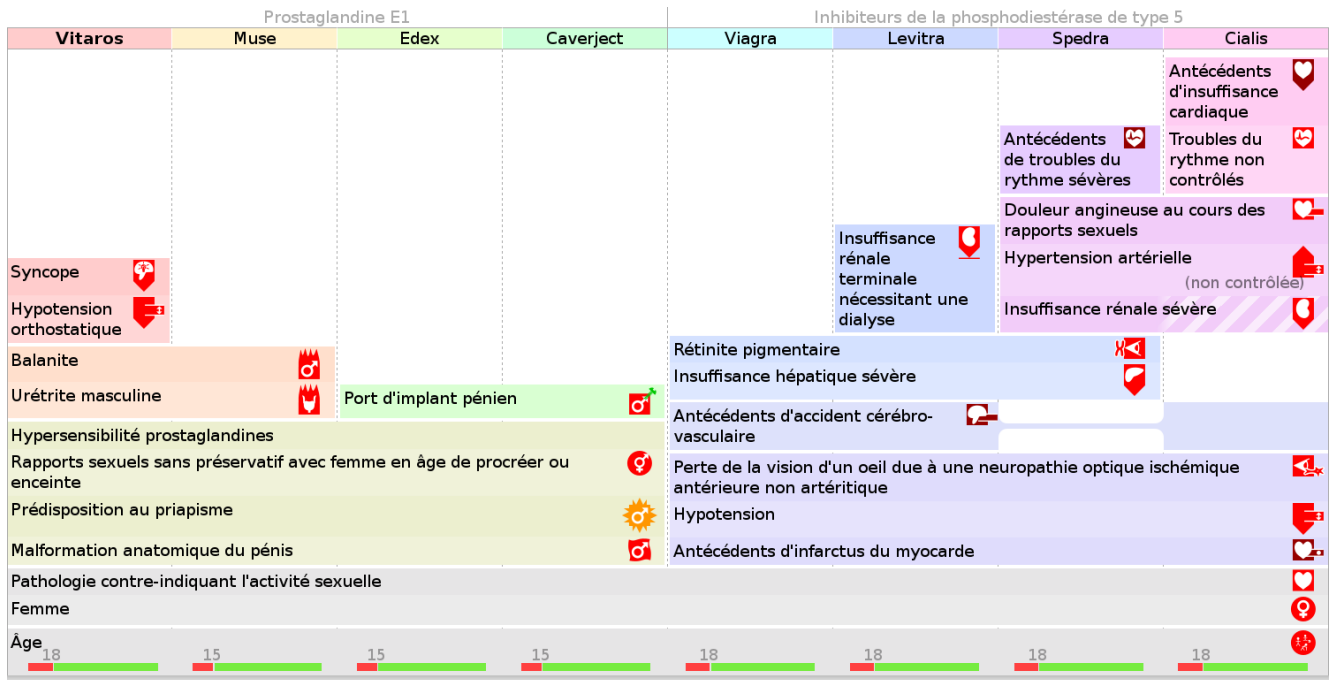 Prostaglandine E1
Inhibiteurs de la phosphodiestérase de type 5
Vitaros
Muse
Edex
Caverject
Viagra
Levitra
Spedra
Cialis
Antécédents
d'insuffisance
cardiaque
Antécédents
de troubles du
rythme sévères
Troubles du
rythme non
contrôlés
Douleur angineuse au cours des
rapports sexuels
Insuffisance
rénale
terminale
nécessitant une
dialyse
Hypertension artérielle
(non contrôlée)
Insuffisance rénale sévère
Syncope
Hypotension
orthostatique
Balanite
Urétrite masculine
Port d'implant pénien
Rétinite pigmentaire
Insuffisance hépatique sévère
Antécédents d'accident cérébro-
vasculaire
Hypersensibilité prostaglandines
Rapports sexuels sans préservatif avec femme en âge de procréer ou
enceinte
Prédisposition au priapisme
Malformation anatomique du pénis
Perte de la vision d'un oeil due à une neuropathie optique ischémique
antérieure non artéritique
Hypotension
Antécédents d'infarctus du myocarde
Pathologie contre-indiquant l'activité sexuelle
Femme
Âge
18
15
15
15
18
18
18
18